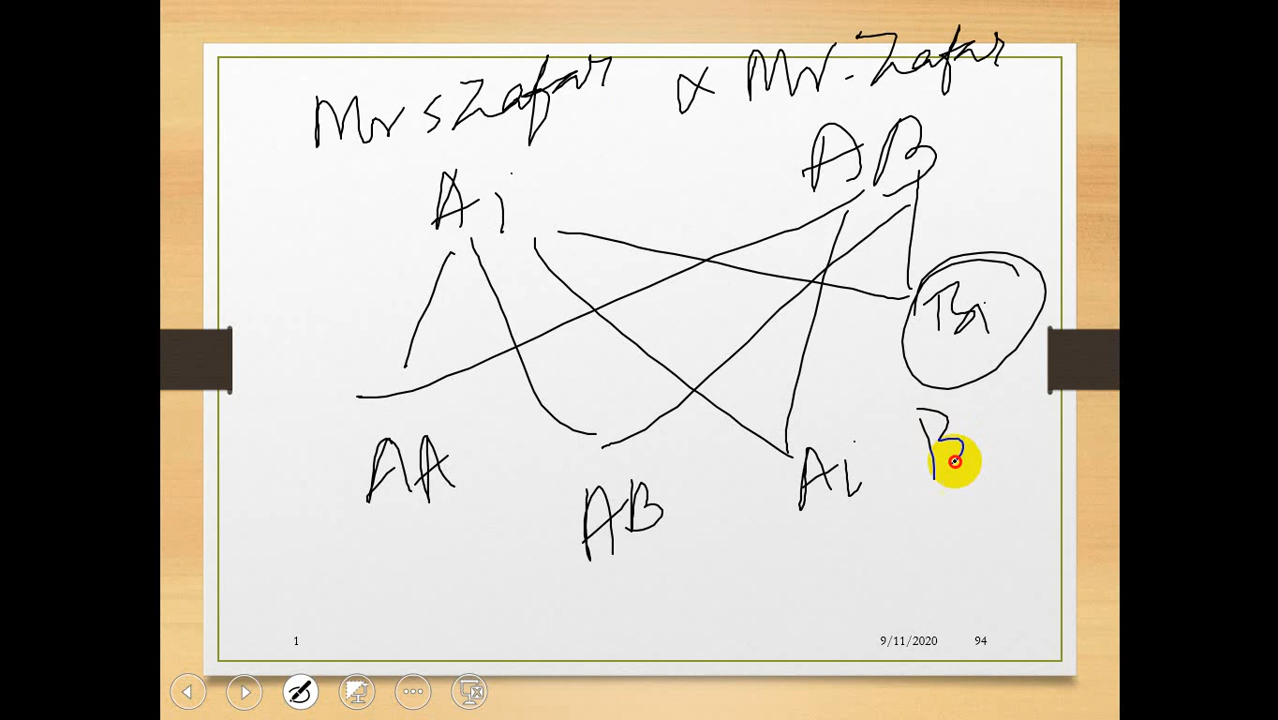 Mrs Zafar x Mr. Zafar
Ai AB
Bi
AA AB Ai B
1 9/11/2020 94